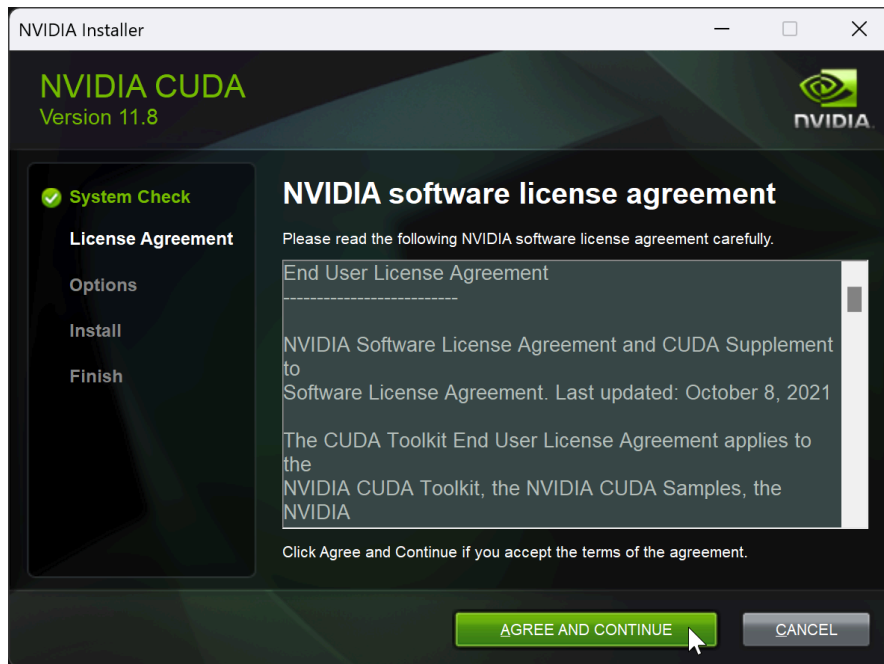 NVIDIA Installer
NVIDIA CUDA
Version 11.8
NVIDIA.
System Check
License Agreement
Options
Install
Finish
NVIDIA software license agreement
Please read the following NVIDIA software license agreement carefully.
End User License Agreement
--------------------------
NVIDIA Software License Agreement and CUDA Supplement
to
Software License Agreement. Last updated: October 8, 2021
The CUDA Toolkit End User License Agreement applies to
the
NVIDIA CUDA Toolkit, the NVIDIA CUDA Samples, the
NVIDIA
Click Agree and Continue if you accept the terms of the agreement.
AGREE AND CONTINUE
CANCEL